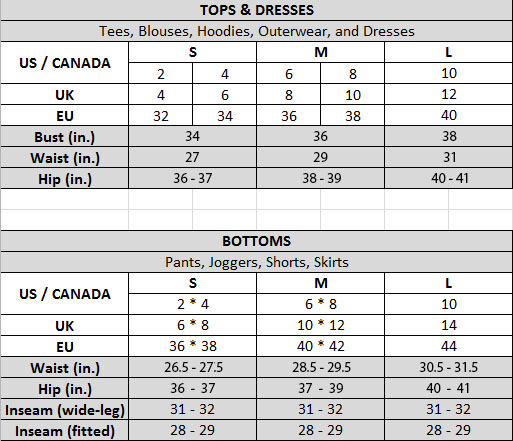 TOPS & DRESSES
Tees, Blouses, Hoodies, Outerwear, and Dresses
US / CANADA S M L
2 4 6 8 10
UK 4 6 8 10 12
EU 32 34 36 38 40
Bust (in.) 34 36 38
Waist (in.) 27 29 31
Hip (in.) 36 - 37 38 - 39 40 - 41
BOTTOMS
Pants, Joggers, Shorts, Skirts
US / CANADA S M L
2 * 4 6 * 8 10
UK 6 * 8 10 * 12 14
EU 36 * 38 40 * 42 44
Waist (in.) 26.5 - 27.5 28.5 - 29.5 30.5 - 31.5
Hip (in.) 36 - 37 37 - 39 40 - 41
Inseam (wide-leg) 31 - 32 31 - 32 31 - 32
Inseam (fitted) 28 - 29 28 - 29 28 - 29